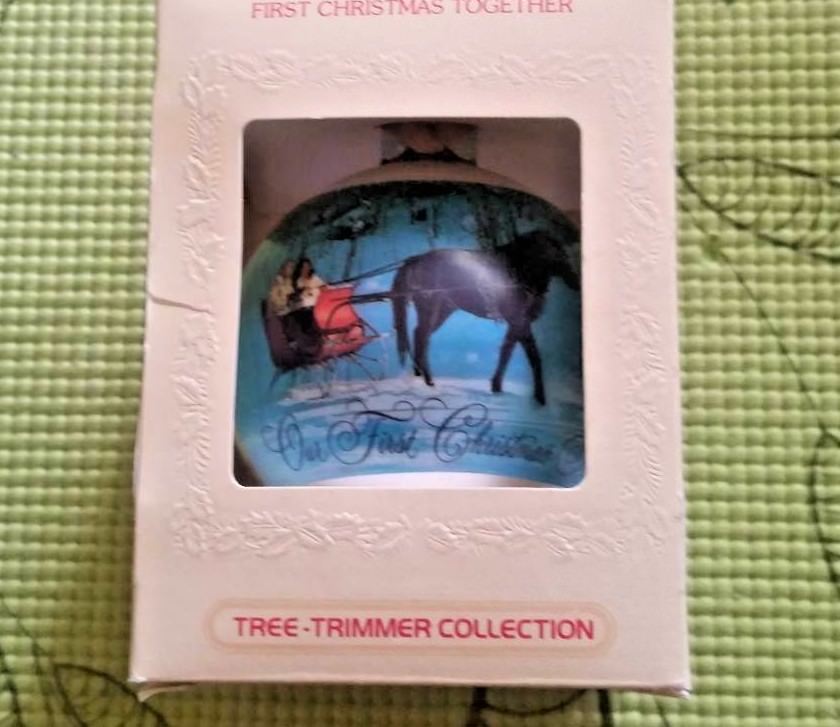 FIRST CHRISTMAS TOGETHER
Our First Christmas
TREE-TRIMMER COLLECTION